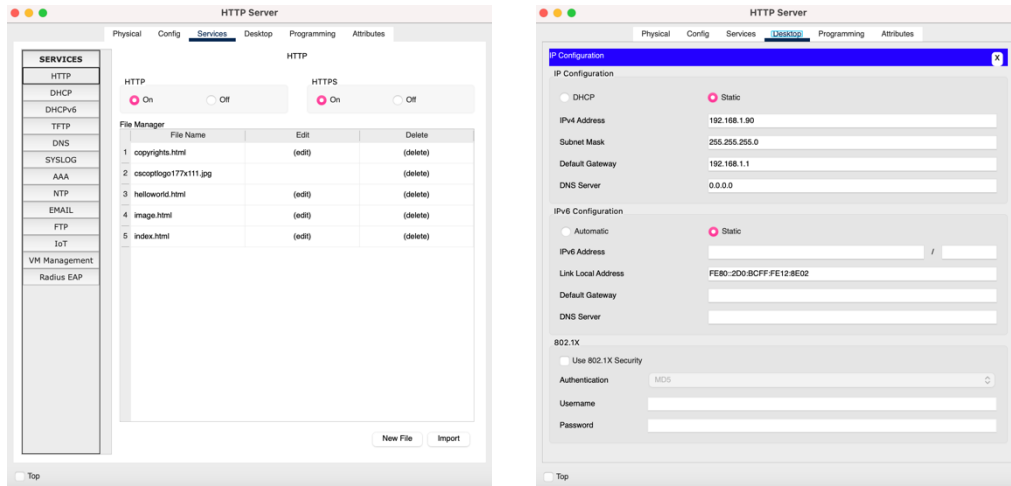 HTTP Server
Physical Config Services Desktop Programming Attributes
SERVICES
HTTP
DHCP
DHCPv6
TFTP
DNS
SYSLOG
AAA
NTP
EMAIL
FTP
IoT
VM Management
Radius EAP
HTTP
HTTP HTTPS
On Off On Off
File Manager
File Name Edit Delete
1 copyrights.html (edit) (delete)
2 cscoptlogo177x111.jpg (delete)
3 helloworld.html (edit) (delete)
4 image.html (edit) (delete)
5 index.html (edit) (delete)
New File Import
Top
HTTP Server
Physical Config Services Desktop Programming Attributes
IP Configuration X
IP Configuration
DHCP Static
IPv4 Address 192.168.1.90
Subnet Mask 255.255.255.0
Default Gateway 192.168.1.1
DNS Server 0.0.0.0
IPv6 Configuration
Automatic Static
IPv6 Address /
Link Local Address FE80::2D0:BCFF:FE12:8E02
Default Gateway
DNS Server
802.1X
Use 802.1X Security
Authentication MD5
Username
Password
Top